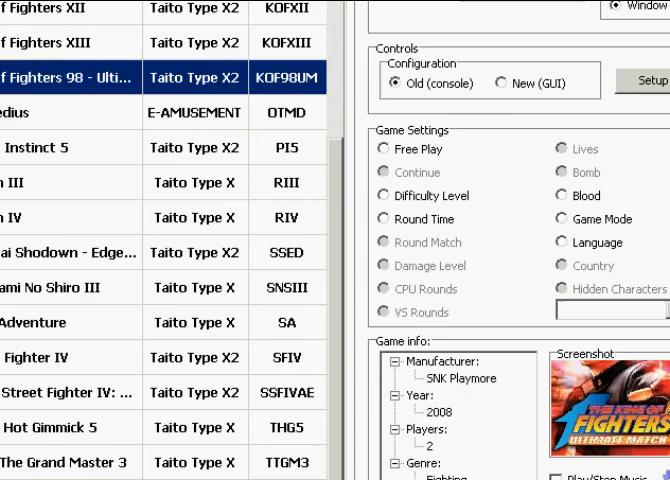 f Fighters XII Taito Type X2 KOFXII
f Fighters XIII Taito Type X2 KOFXIII
f Fighters 98 - Ulti... Taito Type X2 KOF98UM
edius E-AMUSEMENT OTMD
Instinct 5 Taito Type X2 PI5
n III Taito Type X RIII
n IV Taito Type X RIV
ai Shodown - Edge... Taito Type X2 SSED
ami No Shiro III Taito Type X SNSIII
Adventure Taito Type X SA
Fighter IV Taito Type X2 SFIV
Street Fighter IV: ... Taito Type X2 SSFIVAE
Hot Gimmick 5 Taito Type X THG5
The Grand Master 3 Taito Type X TTGM3
Window
Controls
Configuration
Old (console) New (GUI) Setup
Game Settings
Free Play Lives
Continue Bomb
Difficulty Level Blood
Round Time Game Mode
Round Match Language
Damage Level Country
CPU Rounds Hidden Characters
VS Rounds
Game info:
Manufacturer:
SNK Playmore
Year:
2008
Players:
2
Genre:
Fighting
Screenshot
THE KING OF
FIGHTERS
ULTIMATE MATCH
Play/Stop Music